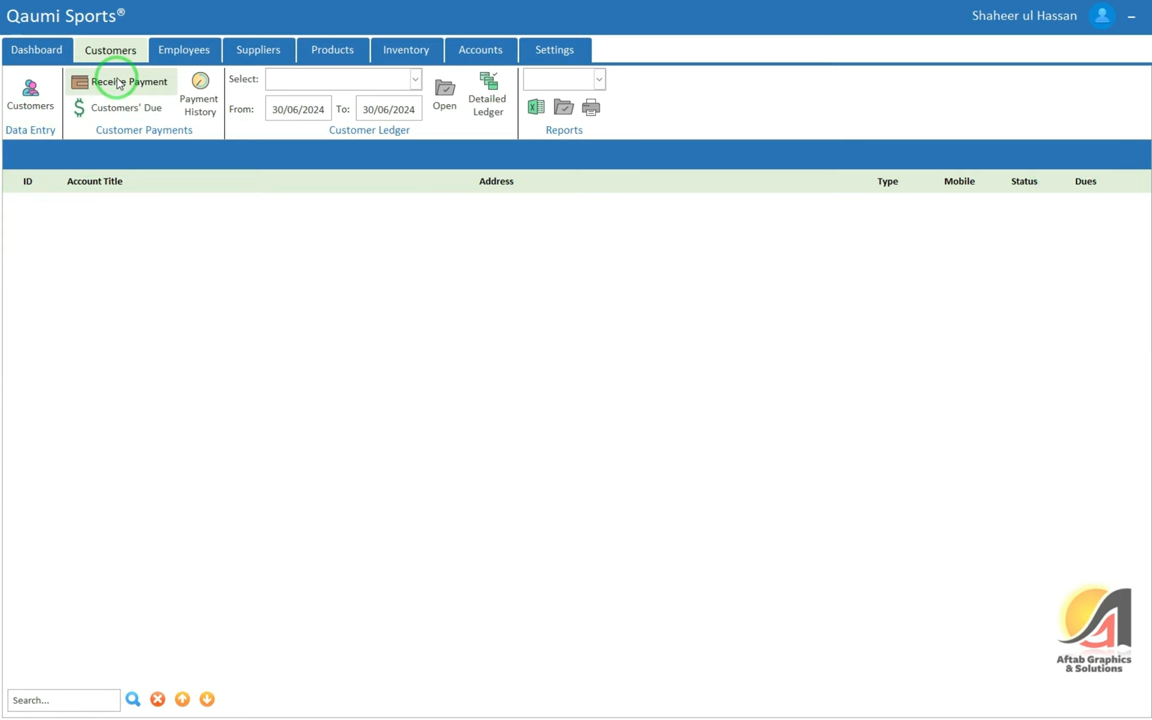 Qaumi Sports®
Shaheer ul Hassan
Dashboard Customers Employees Suppliers Products Inventory Accounts Settings
Customers
Data Entry
Receive Payment
Customers' Due
Payment
History
Customer Payments
Select:
From: 30/06/2024 To: 30/06/2024
Open
Detailed
Ledger
Customer Ledger
Reports
ID Account Title Address Type Mobile Status Dues
Aftab Graphics
& Solutions
Search...